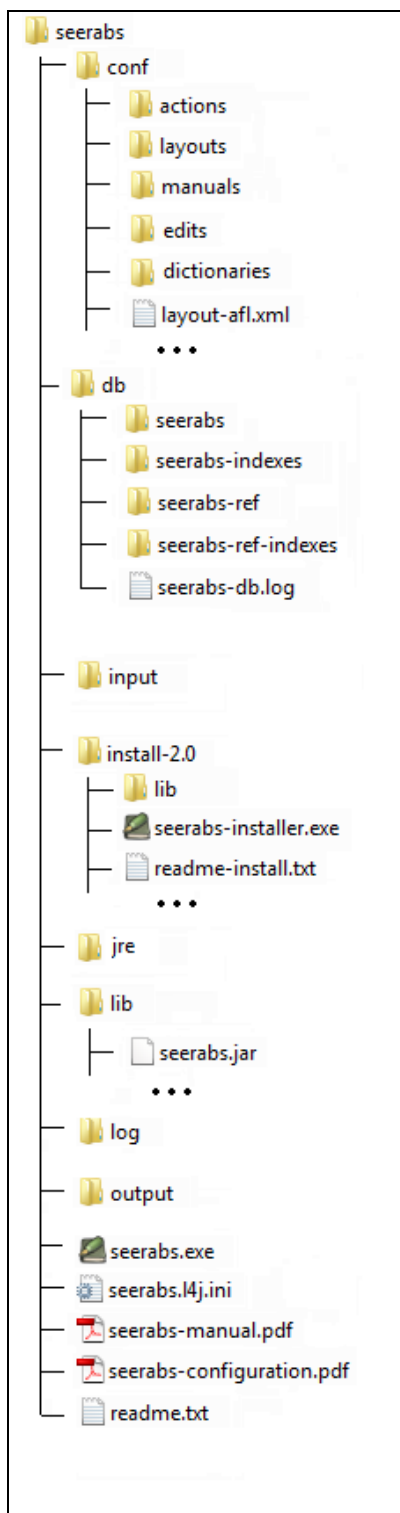 seerabs
conf
actions
layouts
manuals
edits
dictionaries
layout-afl.xml
•••
db
seerabs
seerabs-indexes
seerabs-ref
seerabs-ref-indexes
seerabs-db.log
input
install-2.0
lib
seerabs-installer.exe
readme-install.txt
•••
jre
lib
seerabs.jar
•••
log
output
seerabs.exe
seerabs.l4j.ini
seerabs-manual.pdf
seerabs-configuration.pdf
readme.txt